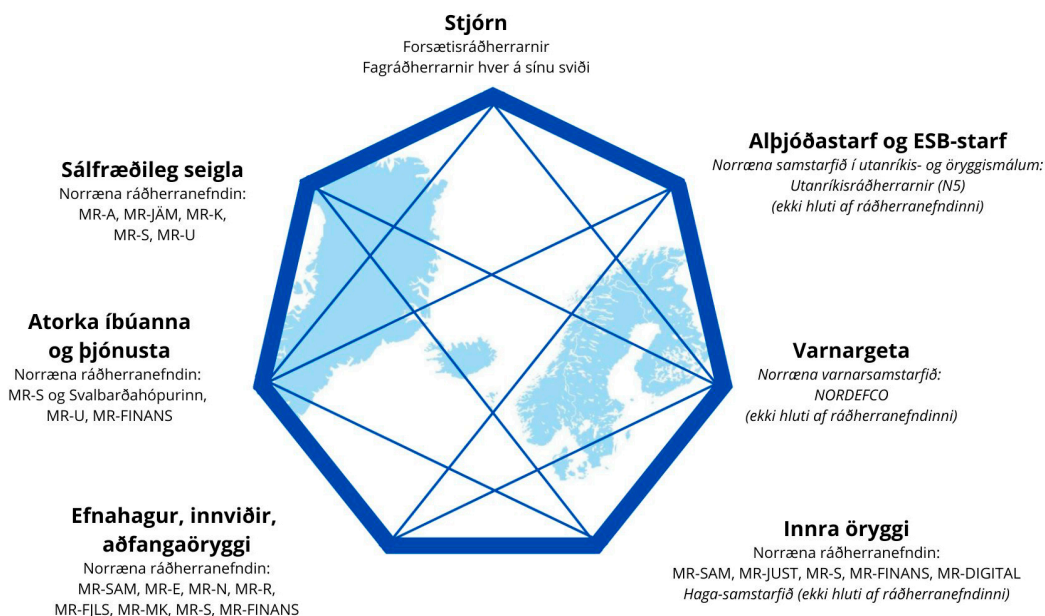 Stjórn
Forsætisráðherrarnir
Fagráðherrarnir hver á sínu sviði
Alþjóðastarf og ESB-starf
Norræna samstarfið í utanríkis- og öryggismálum:
Utanríkisráðherrarnir (N5)
(ekki hluti af ráðherranefndinni)
Sálfræðileg seigla
Norræna ráðherranefndin:
MR-A, MR-JÄM, MR-K,
MR-S, MR-U
Atorka íbúanna
og þjónusta
Norræna ráðherranefndin:
MR-S og Svalbarðahópurinn,
MR-U, MR-FINANS
Varnargeta
Norræna varnarsamstarfið:
NORDEFCO
(ekki hluti af ráðherranefndinni)
Efnahagur, innviðir,
aðfangaöryggi
Norræna ráðherranefndin:
MR-SAM, MR-E, MR-N, MR-R,
MR-FJLS, MR-MK, MR-S, MR-FINANS
Innra öryggi
Norræna ráðherranefndin:
MR-SAM, MR-JUST, MR-S, MR-FINANS, MR-DIGITAL
Haga-samstarfið (ekki hluti af ráðherranefndinni)